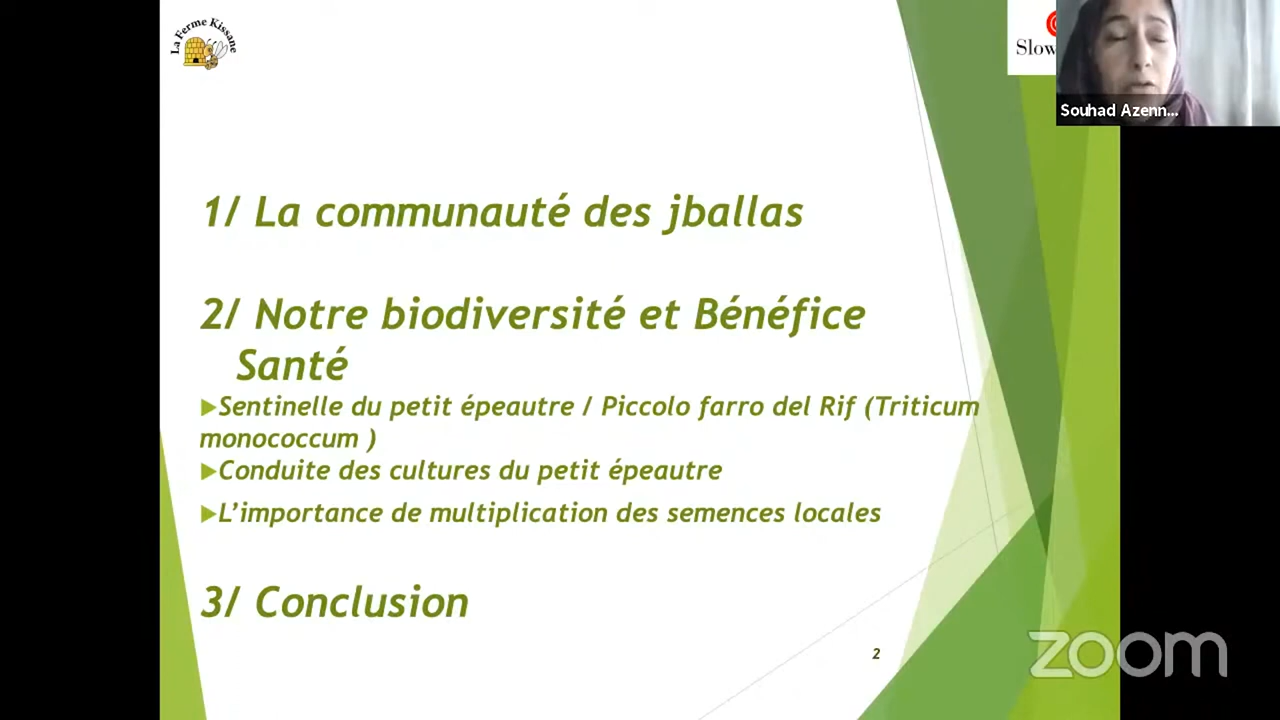 La Ferme Kissane
Slow
Souhad Azenn...
1/ La communauté des jballas
2/ Notre biodiversité et Bénéfice
Santé
Sentinelle du petit épeautre / Piccolo farro del Rif (Triticum
monococcum )
Conduite des cultures du petit épeautre
L’importance de multiplication des semences locales
3/ Conclusion
2
zoom